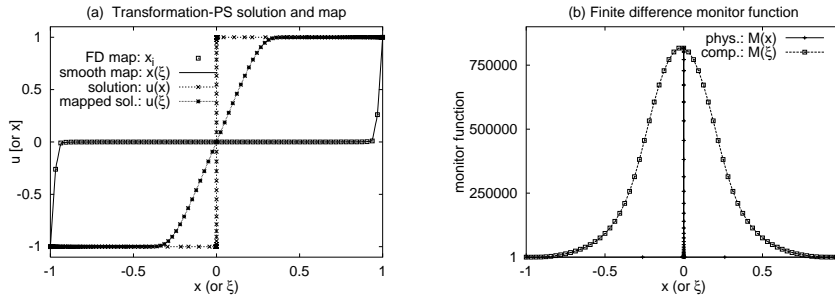 (a) Transformation-PS solution and map
u [or x]
1
0.5
0
-0.5
-1
FD map: xᵢ
smooth map: x(ξ)
solution: u(x)
mapped sol.: u(ξ)
-1 -0.5 0 0.5 1
x (or ξ)
(b) Finite difference monitor function
monitor function
750000
500000
250000
1
phys.: M(x)
comp.: M(ξ)
-1 -0.5 0 0.5
x (or ξ)